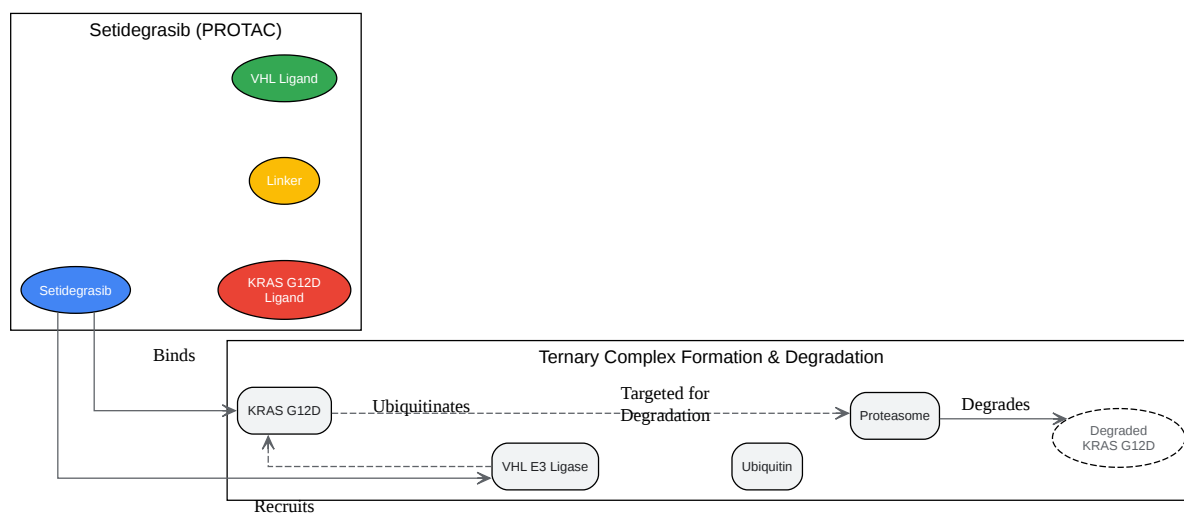 Setidegrasib (PROTAC)
VHL Ligand
Linker
Setidegrasib
KRAS G12D
Ligand
Binds
Ternary Complex Formation & Degradation
KRAS G12D
Ubiquitinates
Targeted for
Degradation
Proteasome
Degrades
Degraded
KRAS G12D
VHL E3 Ligase
Ubiquitin
Recruits